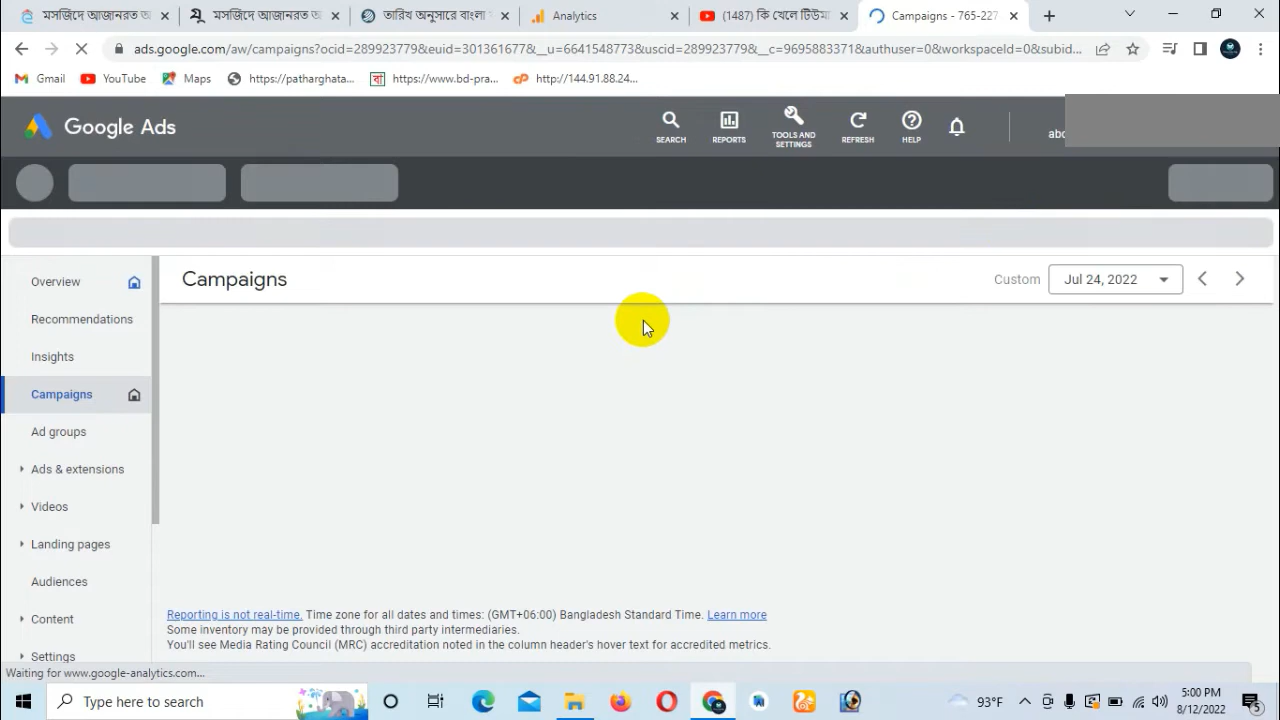 মসজিদে আজানরত অ
মসজিদে আজানরত অ
তারিখ অনুসারে বাংলা
Analytics
(1487) কি খেলে টিউম
Campaigns - 765-227
ads.google.com/aw/campaigns?ocid=289923779&euid=301361677&__u=6641548773&uscid=289923779&__c=9695883371&authuser=0&workspaceId=0&subid...
Gmail
YouTube
Maps
https://patharghata...
https://www.bd-pra...
http://144.91.88.24...
Google Ads
SEARCH
REPORTS
TOOLS AND
SETTINGS
REFRESH
HELP
abo
Overview
Recommendations
Insights
Campaigns
Ad groups
Ads & extensions
Videos
Landing pages
Audiences
Content
Settings
Campaigns
Custom
Jul 24, 2022
Reporting is not real-time. Time zone for all dates and times: (GMT+06:00) Bangladesh Standard Time. Learn more
Some inventory may be provided through third party intermediaries.
You'll see Media Rating Council (MRC) accreditation noted in the column header's hover text for accredited metrics.
Waiting for www.google-analytics.com...
Type here to search
93°F
5:00 PM
8/12/2022
5